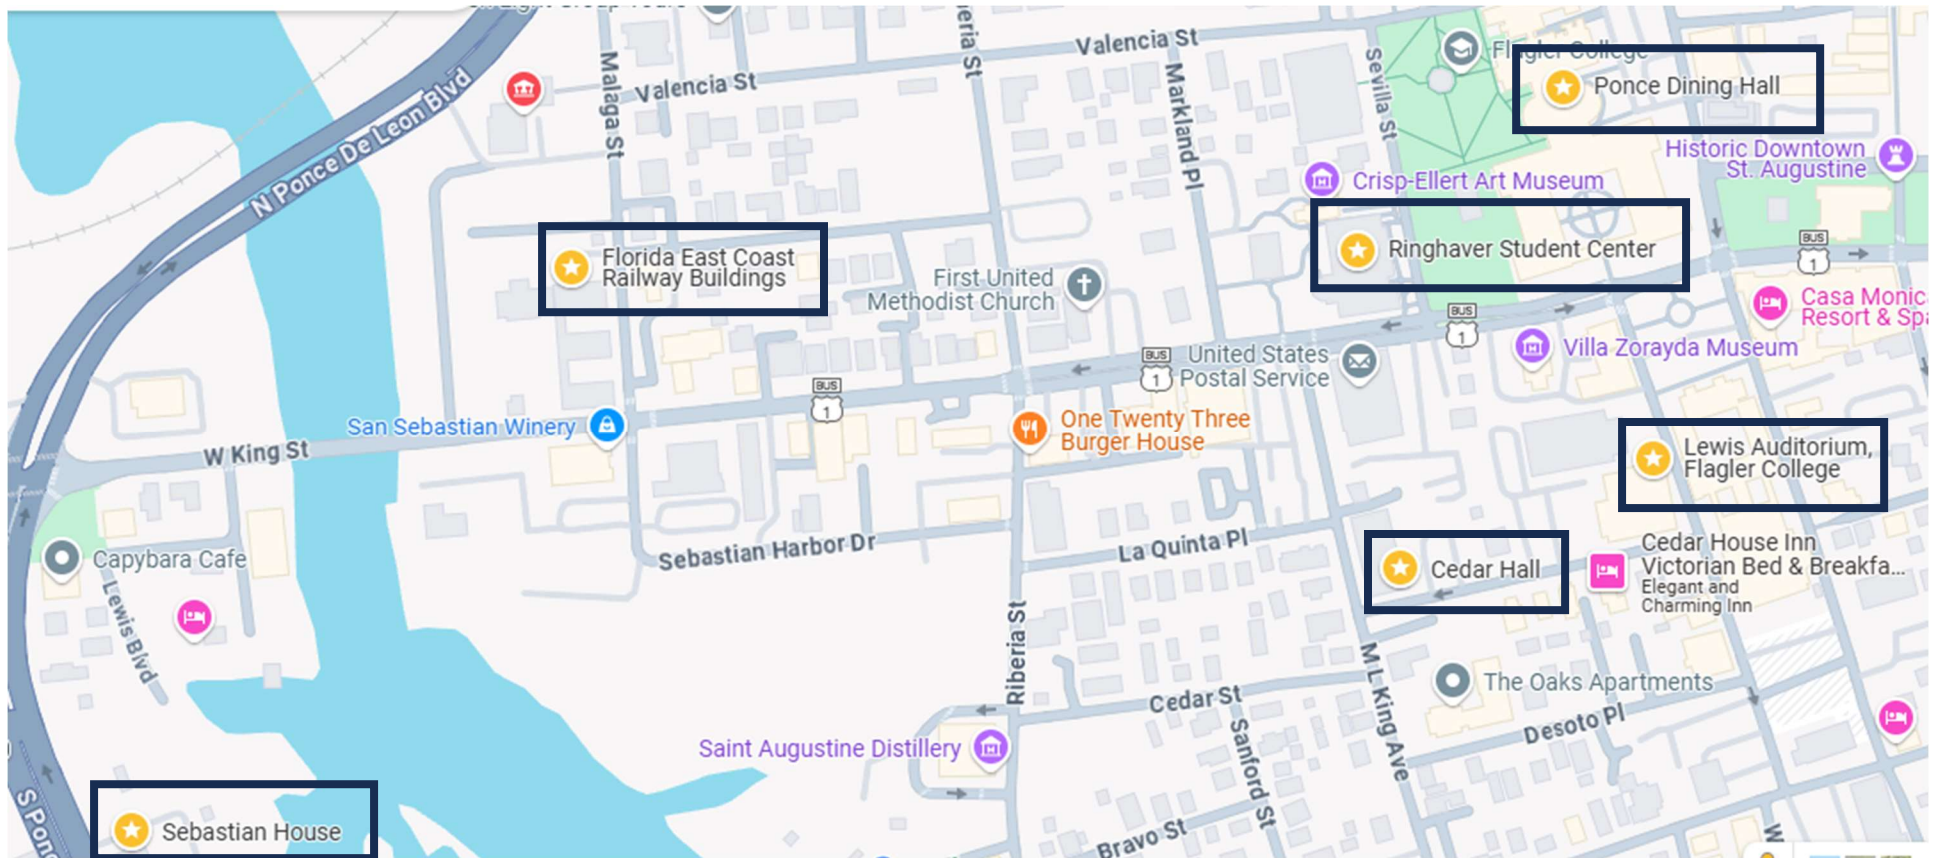 Valencia St
Flagler College
Ponce Dining Hall
Malaga St
Valencia St
Markland Pl
Sevilla St
N Ponce De Leon Blvd
Historic Downtown
St. Augustine
Crisp-Ellert Art Museum
Florida East Coast
Railway Buildings
Ringhaver Student Center
First United
Methodist Church
BUS
1
Casa Monic
Resort & Sp
BUS
1
Villa Zorayda Museum
United States
Postal Service
BUS
1
BUS
1
San Sebastian Winery
One Twenty Three
Burger House
W King St
Lewis Auditorium,
Flagler College
Capybara Cafe
Sebastian Harbor Dr
La Quinta Pl
Cedar Hall
Cedar House Inn
Victorian Bed & Breakfa...
Elegant and
Charming Inn
Lewis Blvd
Riberia St
The Oaks Apartments
Cedar St
M L King Ave
Desoto Pl
Saint Augustine Distillery
Sanford St
Sebastian House
S Pon
Bravo St
W